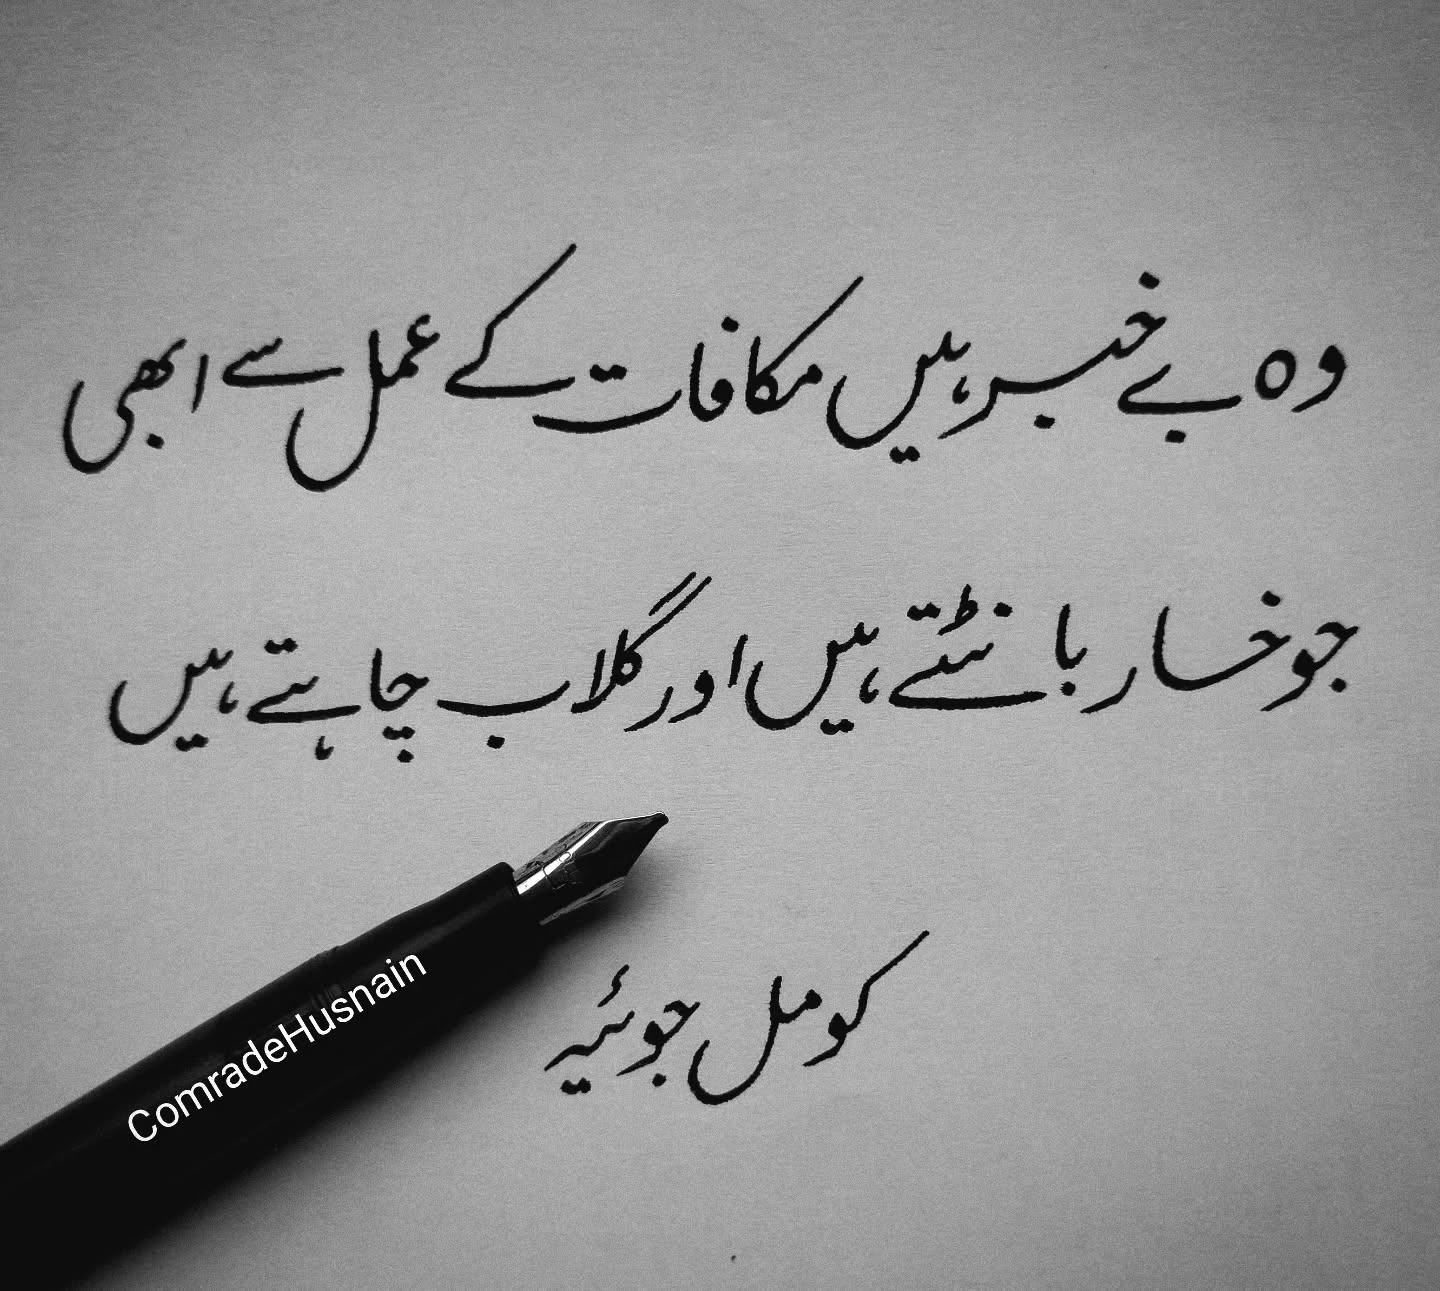 وہ بے خبر ہیں مکافات کے عمل سے ابھی
جو خار بانٹتے ہیں اور گلاب چاہتے ہیں
کومل جوئیہ
ComradeHusnain